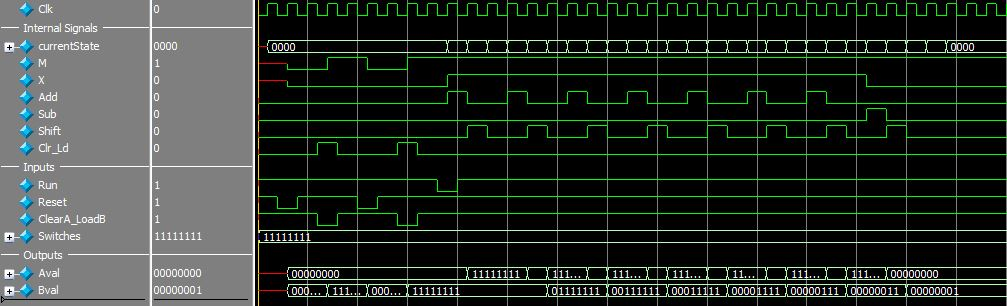 Clk 0
Internal Signals
currentState 0000 0000 0000
M 1
X 0
Add 0
Sub 0
Shift 0
Clr_Ld 0
Inputs
Run 1
Reset 1
ClearA_LoadB 1
Switches 11111111 11111111
Outputs
Aval 00000000 00000000 11111111 111... 111... 111... 11... 111... 111... 00000000
Bval 00000001 000... 111... 000... 11111111 01111111 00111111 00011111 00001111 00000111 00000011 00000001